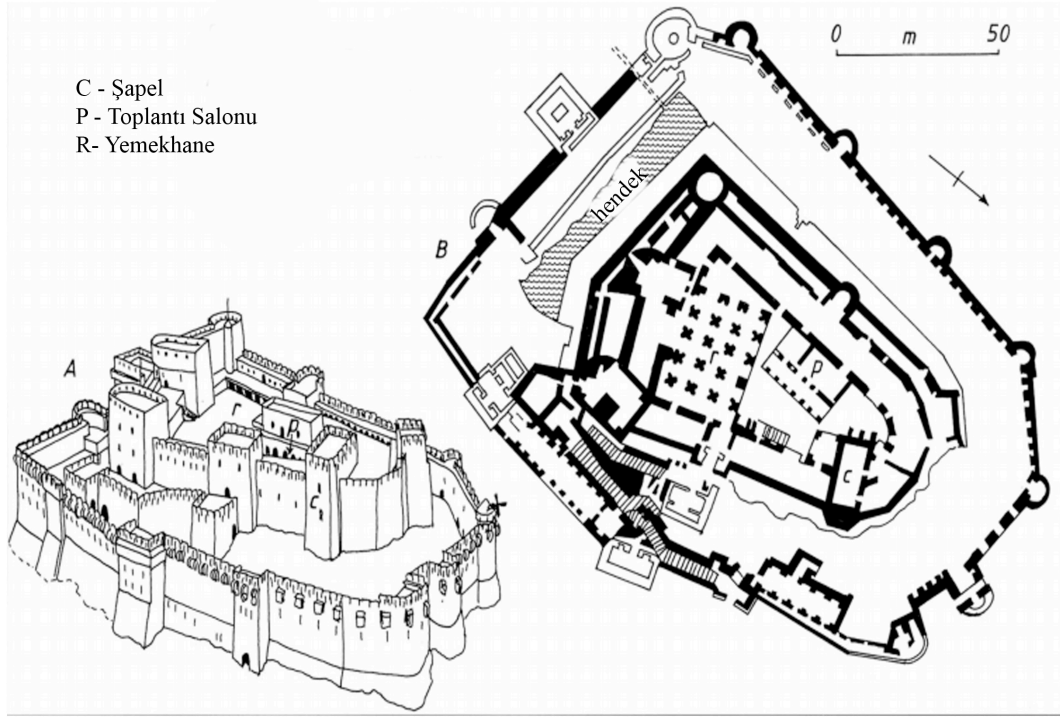 C - Şapel
P - Toplantı Salonu
R- Yemekhane
0 m 50
hendek
B
A
r
p
c
r
P
C